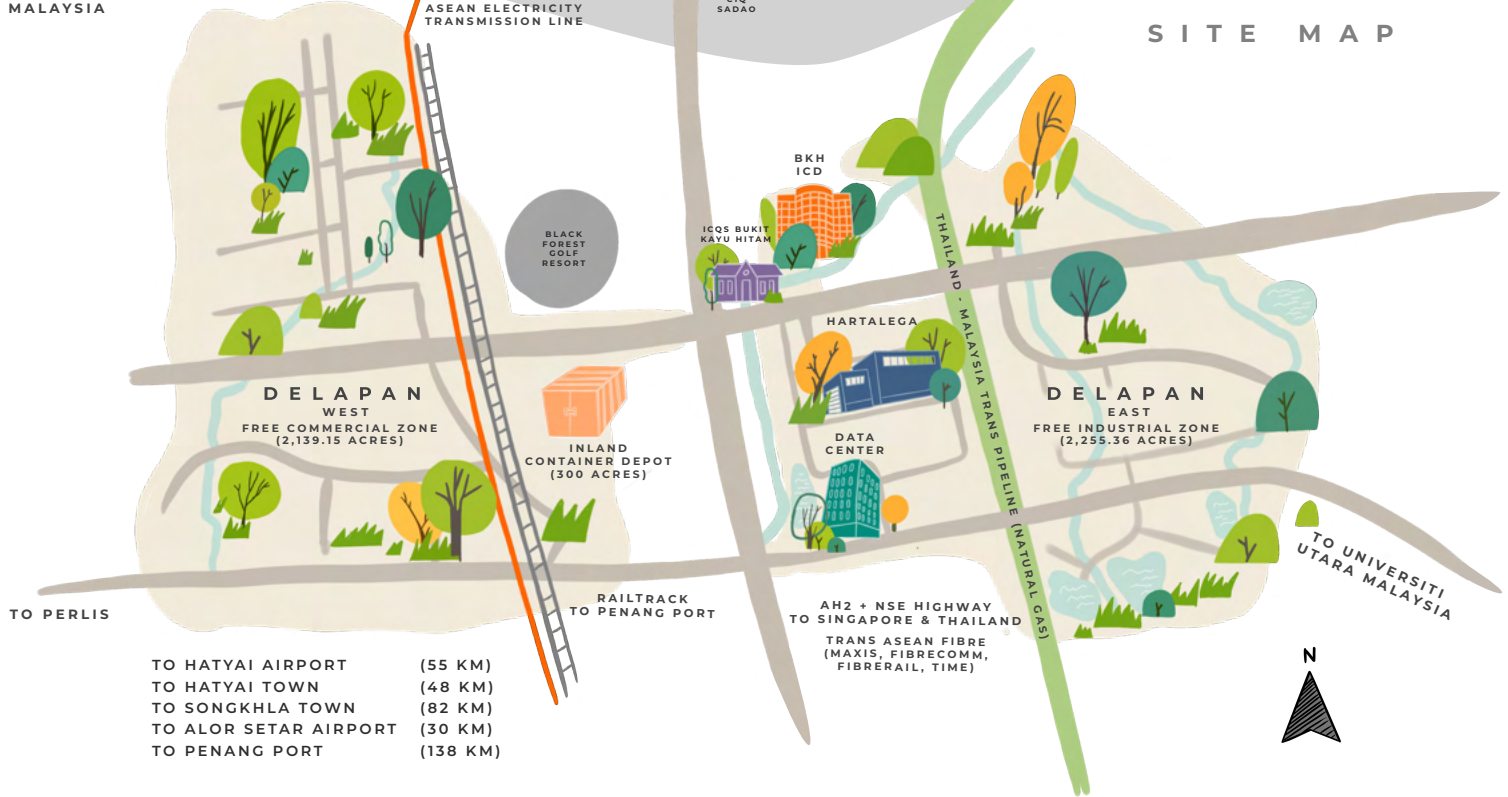 MALAYSIA
ASEAN ELECTRICITY
TRANSMISSION LINE
CIQ
SADAO
SITE MAP
BKH
ICD
ICQS BUKIT
KAYU HITAM
BLACK
FOREST
GOLF
RESORT
THAILAND - MALAYSIA TRANS PIPELINE (NATURAL GAS)
HARTALEGA
DELAPAN
WEST
FREE COMMERCIAL ZONE
(2,139.15 ACRES)
DELAPAN
EAST
FREE INDUSTRIAL ZONE
(2,255.36 ACRES)
INLAND
CONTAINER DEPOT
(300 ACRES)
DATA
CENTER
TO UNIVERSITI
UTARA MALAYSIA
TO PERLIS
RAILTRACK
TO PENANG PORT
AH2 + NSE HIGHWAY
TO SINGAPORE & THAILAND
TRANS ASEAN FIBRE
(MAXIS, FIBRECOMM,
FIBRERAIL, TIME)
N
TO HATYAI AIRPORT (55 KM)
TO HATYAI TOWN (48 KM)
TO SONGKHLA TOWN (82 KM)
TO ALOR SETAR AIRPORT (30 KM)
TO PENANG PORT (138 KM)